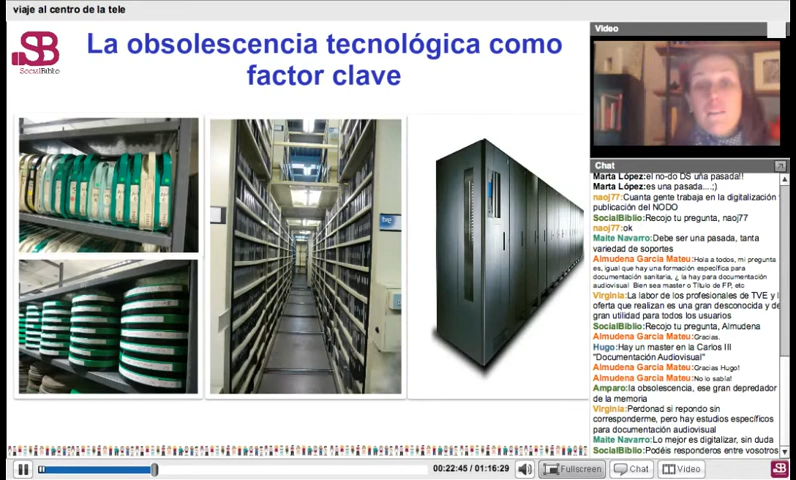 viaje al centro de la tele
SB
SocialBiblio
La obsolescencia tecnológica como
factor clave
Video
Chat
Marta López:el no-do DS uña pasada!!
Marta López:es una pasada....;)
naoj77:Cuanta gente trabaja en la digitalización
publicación del NODO
SocialBiblio:Recojo tu pregunta, naoj77
naoj77:ok
Maite Navarro:Debe ser una pasada, tanta
variedad de soportes
Almudena García Mateu:Hola a todos, mi pregunta
es, igual que hay una formación específica para
documentación sanitaria, ¿ la hay para documentación
audiovisual Bien sea master o Título de FP, etc
Virginia:La labor de los profesionales de TVE y l
oferta que realizan es una gran desconocida y de
gran utilidad para todos los usuarios
SocialBiblio:Recojo tu pregunta, Almudena
Almudena García Mateu:Gracias.
Hugo:Hay un master en la Carlos III
"Documentación Audiovisual"
Almudena García Mateu:Gracias Hugo!
Almudena García Mateu:No lo sabía!
Amparo:la obsolescencia, ese gran depredador
de la memoria
Virginia:Perdonad si repondo sin
corresponderme, pero hay estudios específicos
para documentación audiovisual
Maite Navarro:Lo mejor es digitalizar, sin duda
SocialBiblio:Podéis responderos entre vosotros
00:22:45 / 01:16:29
Fullscreen
Chat
Video
SB